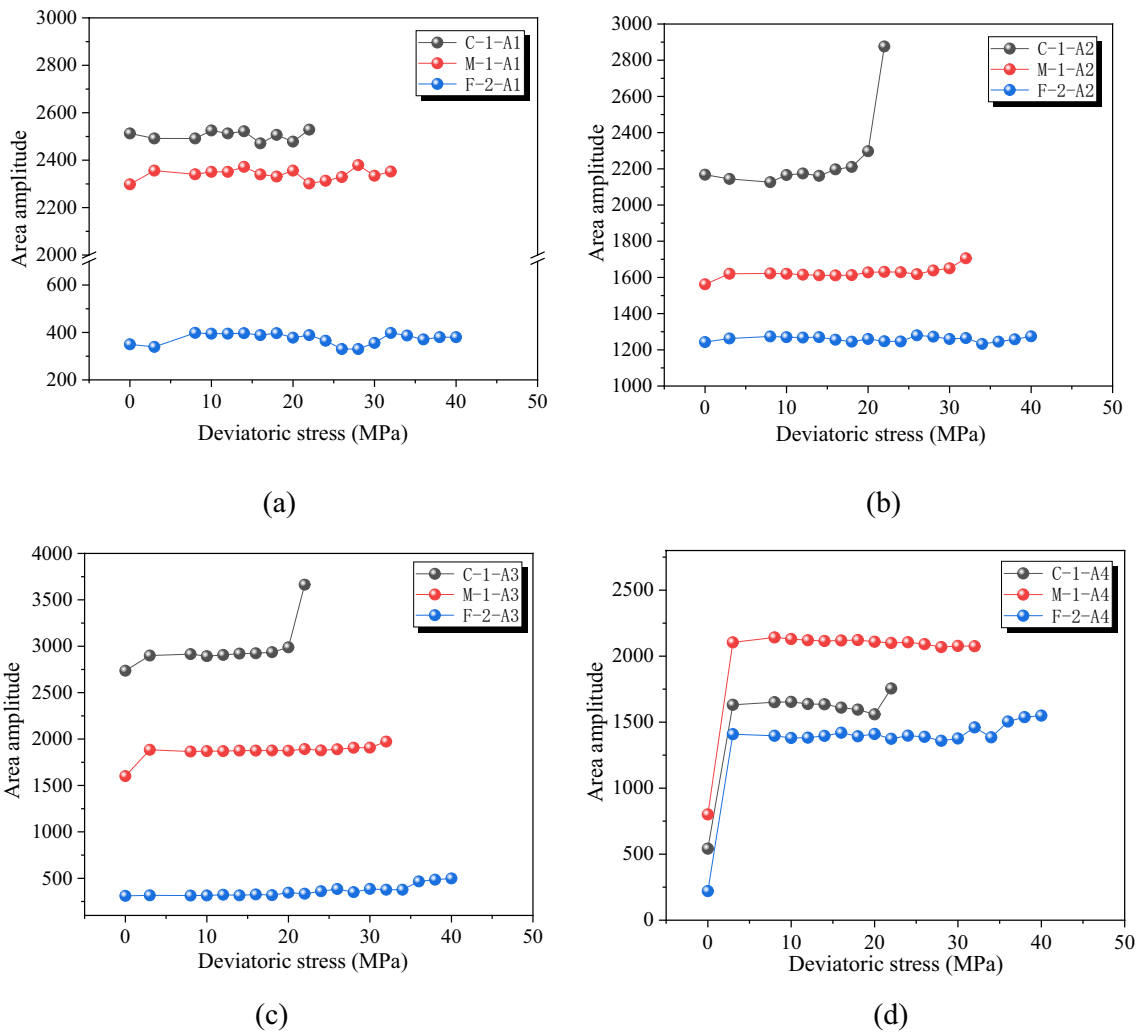 3000
2800
2600
2400
2200
2000
600
400
200
Area amplitude
C-1-A1
M-1-A1
F-2-A1
0 10 20 30 40 50
Deviatoric stress (MPa)
(a)
3000
2800
2600
2400
2200
2000
1800
1600
1400
1200
1000
Area amplitude
C-1-A2
M-1-A2
F-2-A2
0 10 20 30 40 50
Deviatoric stress (MPa)
(b)
4000
3500
3000
2500
2000
1500
1000
500
Area amplitude
C-1-A3
M-1-A3
F-2-A3
0 10 20 30 40 50
Deviatoric stress (MPa)
(c)
2500
2000
1500
1000
500
0
Area amplitude
C-1-A4
M-1-A4
F-2-A4
0 10 20 30 40 50
Deviatoric stress (MPa)
(d)